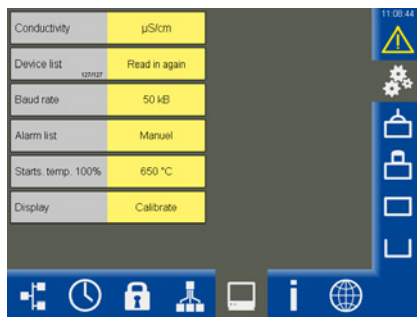 11:08:44
Conductivity µS/cm
Device list 127/127 Read in again
Baud rate 50 kB
Alarm list Manuel
Starts. temp. 100% 650 °C
Display Calibrate